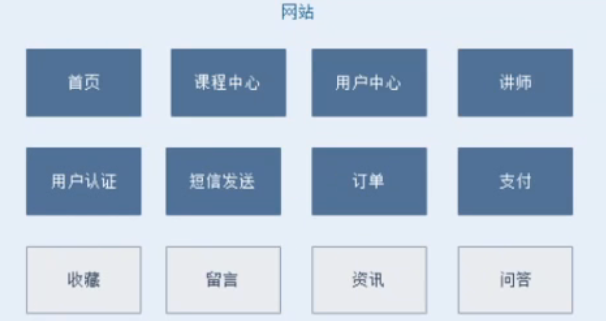 网站
首页 课程中心 用户中心 讲师
用户认证 短信发送 订单 支付
收藏 留言 资讯 问答